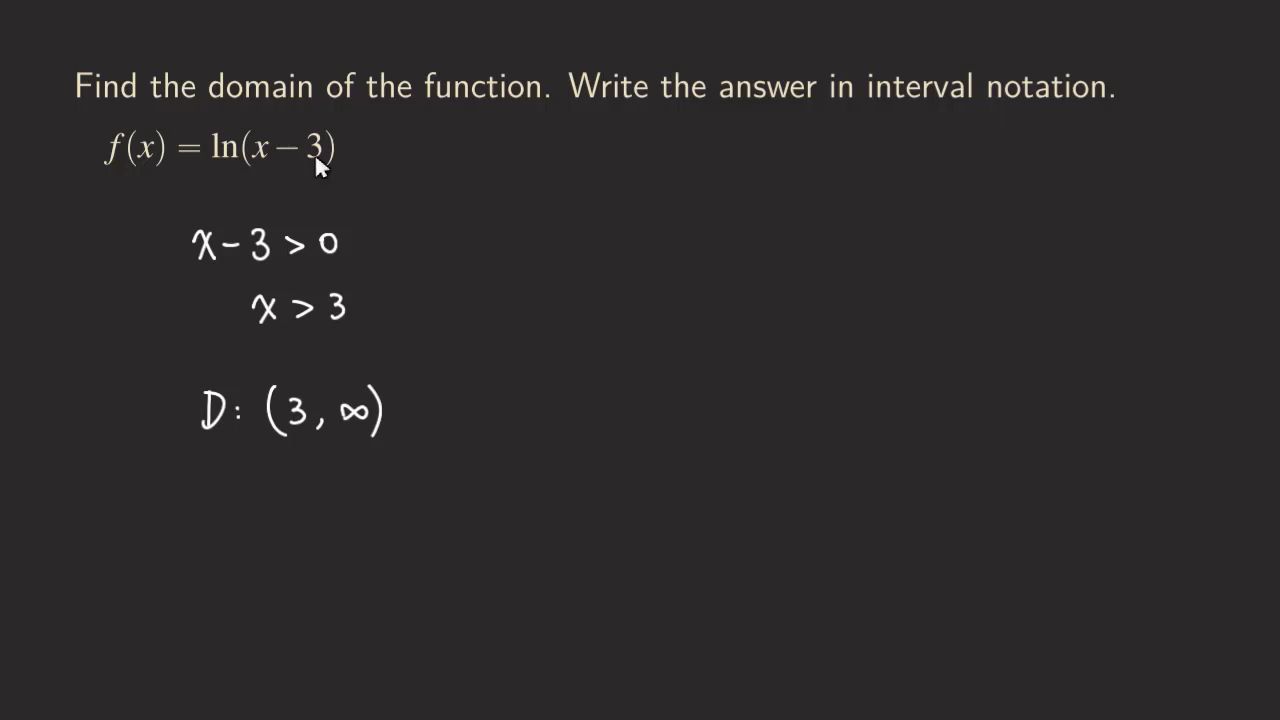 Find the domain of the function. Write the answer in interval notation.
f(x) = ln(x − 3)
x - 3 > 0
x > 3
D: (3, ∞)